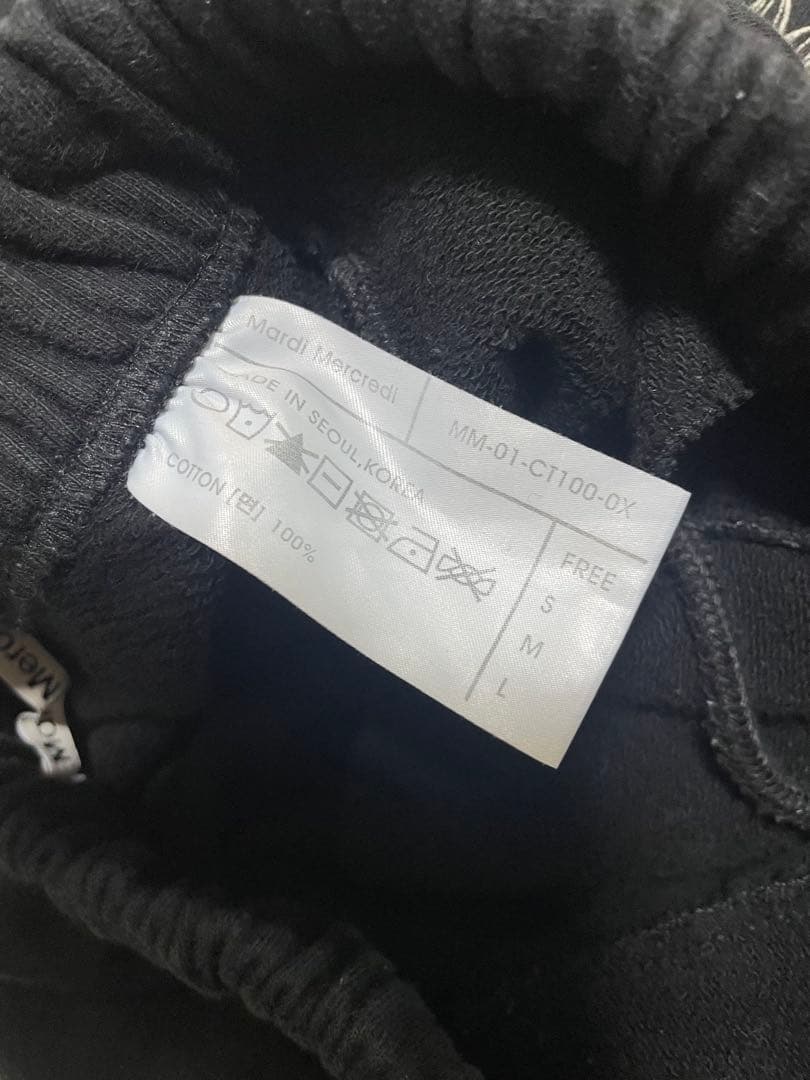 Mardi Mercredi
MM-01-CT100-0X
MADE IN SEOUL,KOREA
COTTON [면] 100%
FREE
S
M
L